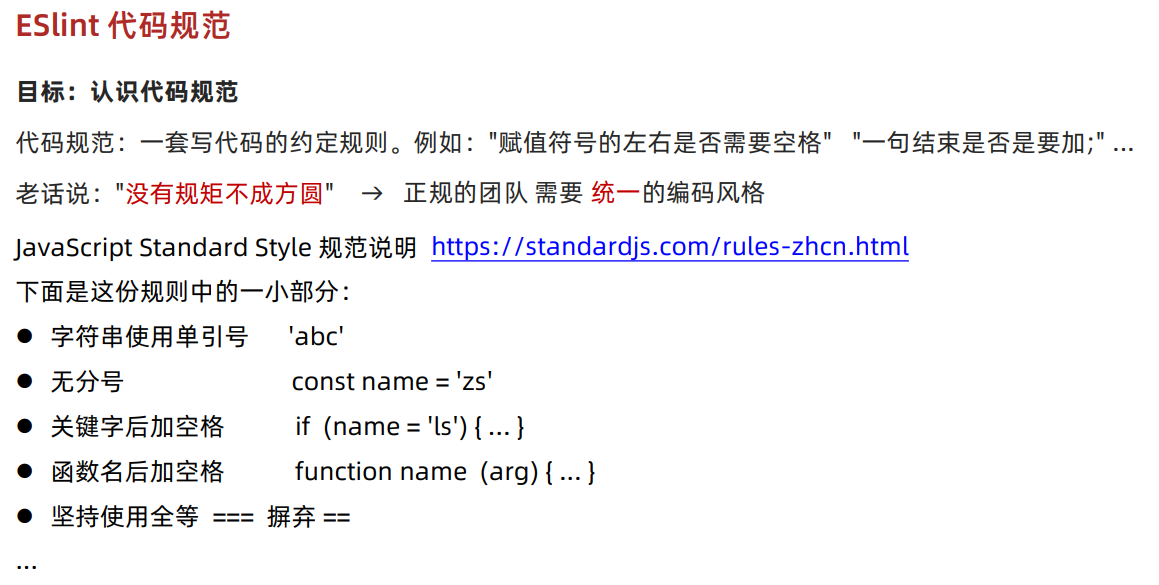 ESlint 代码规范
目标：认识代码规范
代码规范：一套写代码的约定规则。例如："赋值符号的左右是否需要空格" "一句结束是否是要加;" ...
老话说："没有规矩不成方圆" → 正规的团队 需要 统一的编码风格
JavaScript Standard Style 规范说明 https://standardjs.com/rules-zhcn.html
下面是这份规则中的一小部分：
● 字符串使用单引号 'abc'
● 无分号 const name = 'zs'
● 关键字后加空格 if (name = 'ls') { ... }
● 函数名后加空格 function name (arg) { ... }
● 坚持使用全等 === 摒弃 ==
...